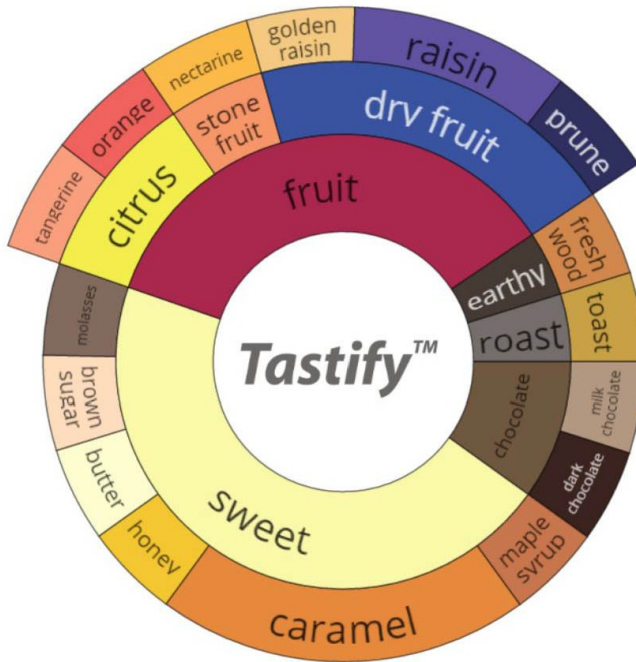 golden
raisin
raisin
prune
nectarine
orange
tangerine
dry fruit
stone
fruit
citrus
fruit
fresh
wood
earthy
toast
roast
milk
chocolate
dark
chocolate
chocolate
maple
syrup
caramel
honey
butter
brown
sugar
molasses
sweet
Tastify™